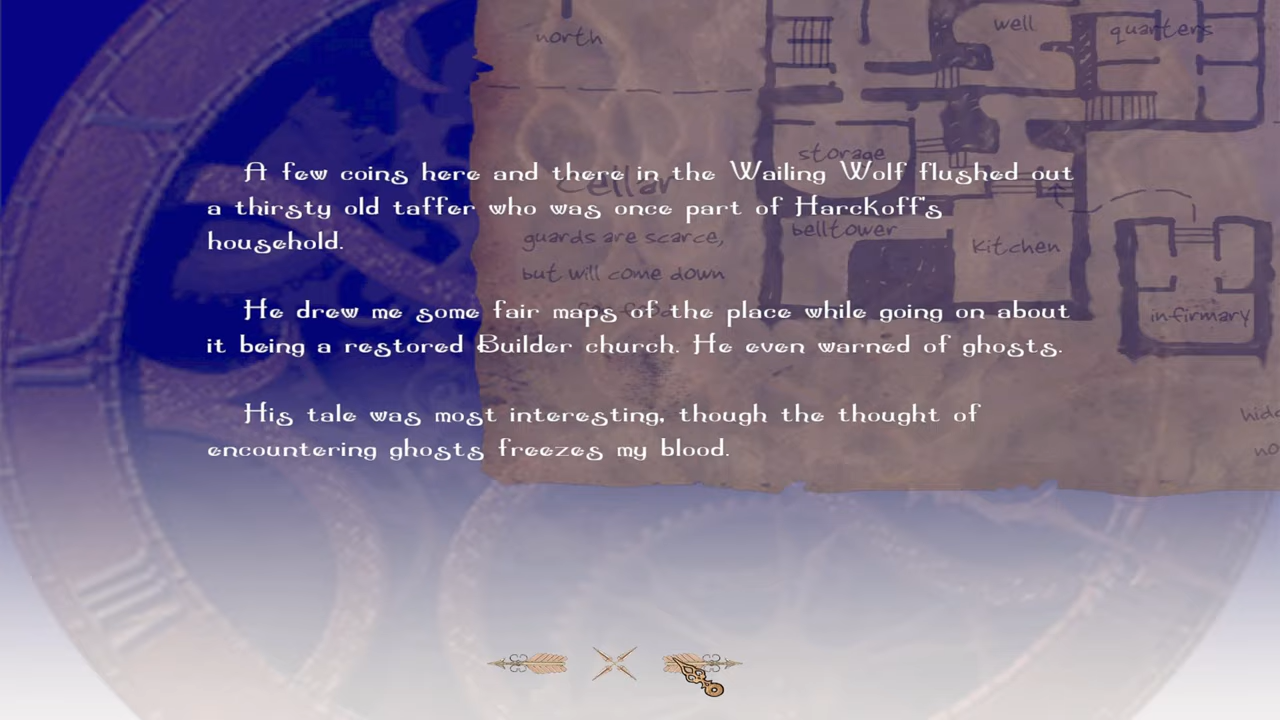 north
well
quarters
storage
Cellar
guards are scarce,
but will come down
belltower
kitchen
infirmary
A few coins here and there in the Wailing Wolf flushed out
a thirsty old taffer who was once part of Harckoff's
household.
He drew me some fair maps of the place while going on about
it being a restored Builder church. He even warned of ghosts.
His tale was most interesting, though the thought of
encountering ghosts freezes my blood.